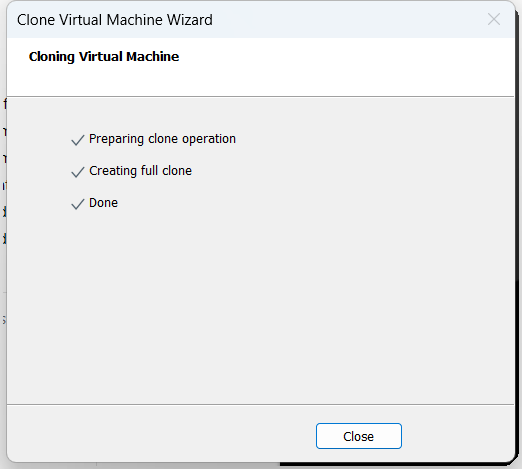 Clone Virtual Machine Wizard
Cloning Virtual Machine
Preparing clone operation
Creating full clone
Done
Close